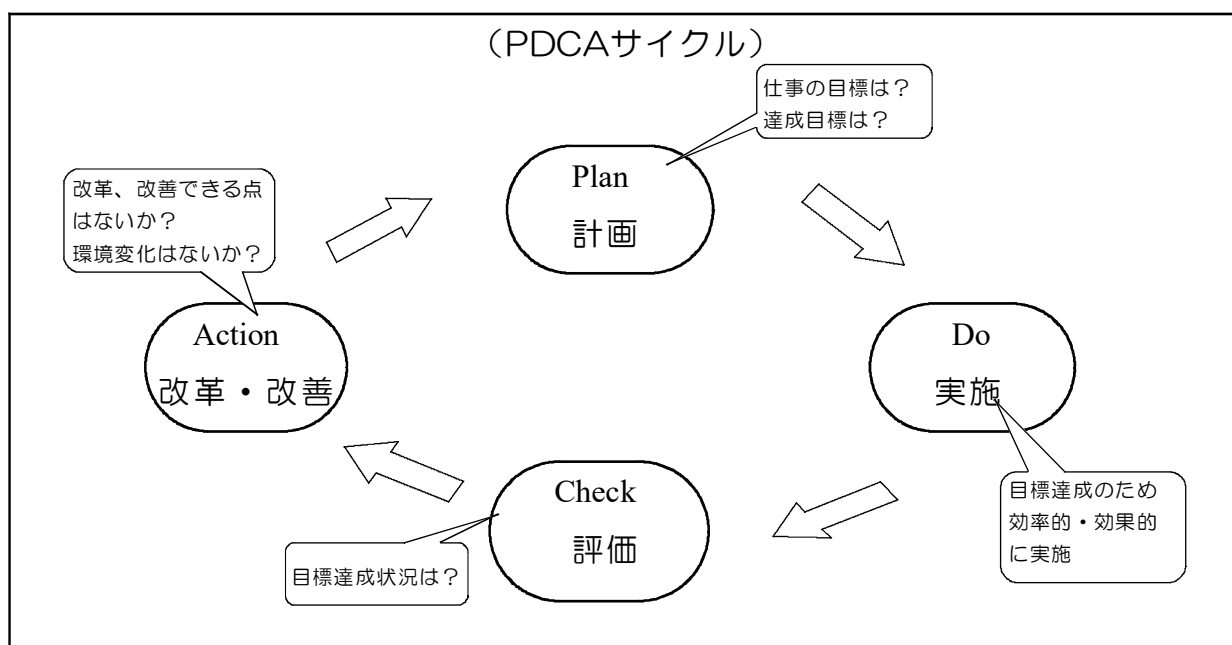 （PDCAサイクル）
仕事の目標は？
達成目標は？
Plan
計画
改革、改善できる点
はないか？
環境変化はないか？
Action
改革・改善
Do
実施
目標達成のため
効率的・効果的
に実施
Check
評価
目標達成状況は？